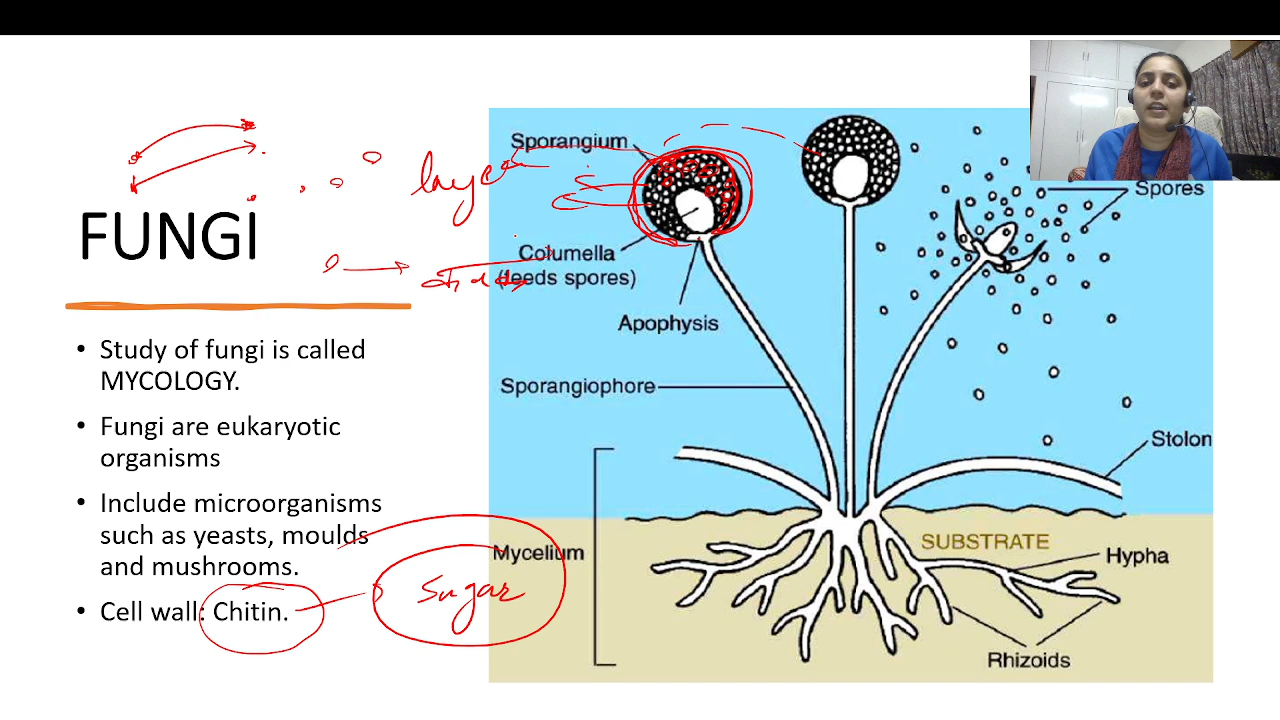 FUNGI
• Study of fungi is called
MYCOLOGY.
• Fungi are eukaryotic
organisms
• Include microorganisms
such as yeasts, moulds
and mushrooms.
• Cell wall: Chitin.
Sugar
Sporangium
Columella
(feeds spores)
Apophysis
Sporangiophore
Mycelium
Spores
Stolon
SUBSTRATE
Hypha
Rhizoids